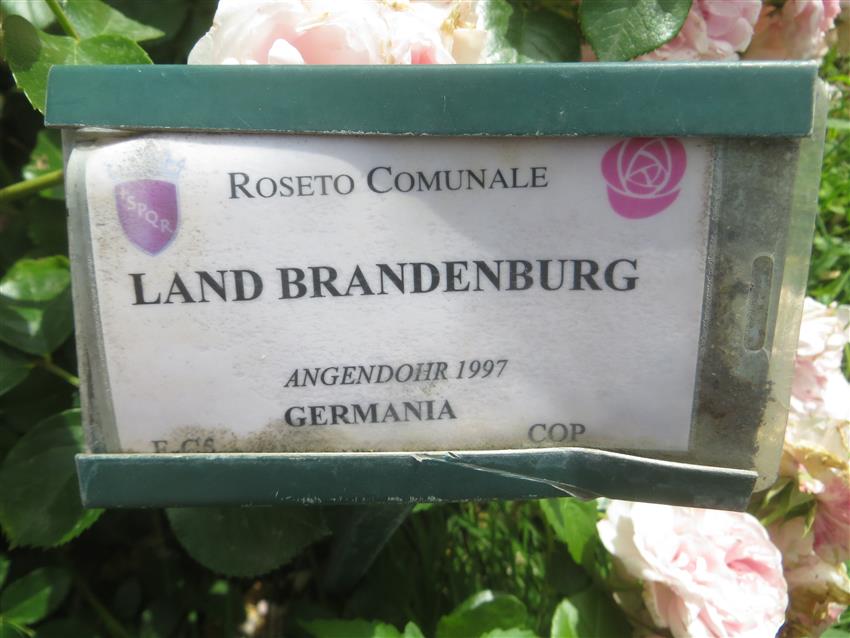 SPQR
ROSETO COMUNALE
LAND BRANDENBURG
ANGENDOHR 1997
GERMANIA
COP